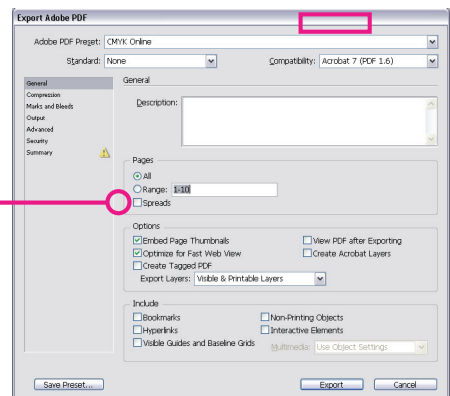 Export Adobe PDF
Adobe PDF Preset: CMYK Online
Standard: None Compatibility: Acrobat 7 (PDF 1.6)
General
Compression
Marks and Bleeds
Output
Advanced
Security
Summary
General
Description:
Pages
All
Range: 1-10
Spreads
Options
Embed Page Thumbnails View PDF after Exporting
Optimize for Fast Web View Create Acrobat Layers
Create Tagged PDF
Export Layers: Visible & Printable Layers
Include
Bookmarks Non-Printing Objects
Hyperlinks Interactive Elements
Visible Guides and Baseline Grids Multimedia: Use Object Settings
Save Preset... Export Cancel